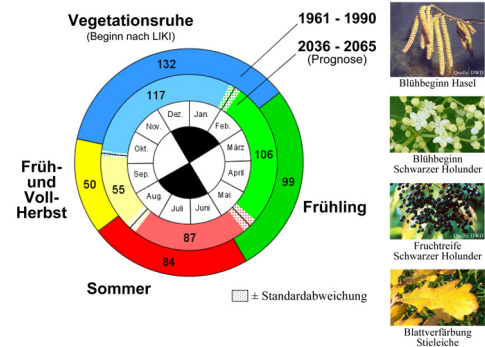 Vegetationsruhe
(Beginn nach LIKI)
1961 - 1990
2036 - 2065
(Prognose)
132
117
Dez.
Jan.
Nov.
Feb.
Okt.
März
Sep.
April
Aug.
Mai
Juli
Juni
106
99
50
55
87
84
Früh-
und
Voll-
Herbst
Frühling
Sommer
± Standardabweichung
Quelle: DWD
Blühbeginn Hasel
Blühbeginn
Schwarzer Holunder
Quelle: DWD
Fruchtreife
Schwarzer Holunder
Blattverfärbung
Stieleiche